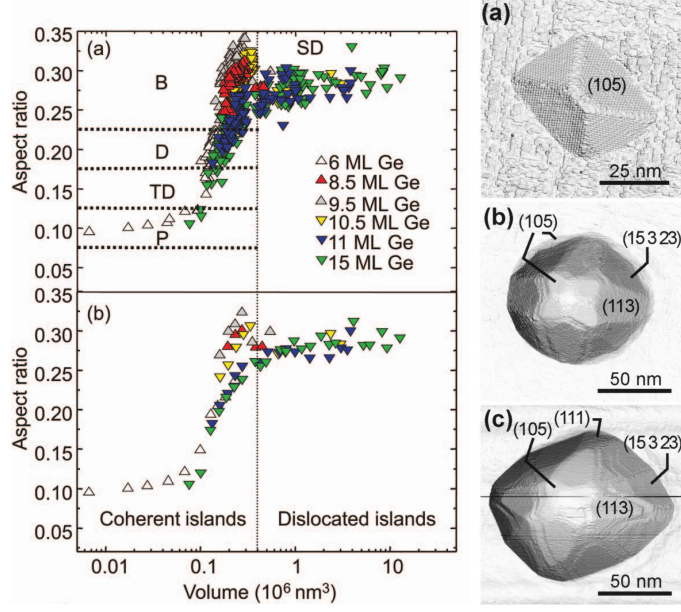 (a)
SD
B
D
TD
P
6 ML Ge
8.5 ML Ge
9.5 ML Ge
10.5 ML Ge
11 ML Ge
15 ML Ge
Aspect ratio
0.35
0.30
0.25
0.20
0.15
0.10
0.05
(b)
Coherent islands
Dislocated islands
Aspect ratio
0.35
0.30
0.25
0.20
0.15
0.10
0.05
0.01
0.1
1
10
Volume (10⁶ nm³)
(a)
(105)
25 nm
(b)
(105)
(15 3 23)
(113)
50 nm
(c)
(111)
(105)
(15 3 23)
(113)
50 nm